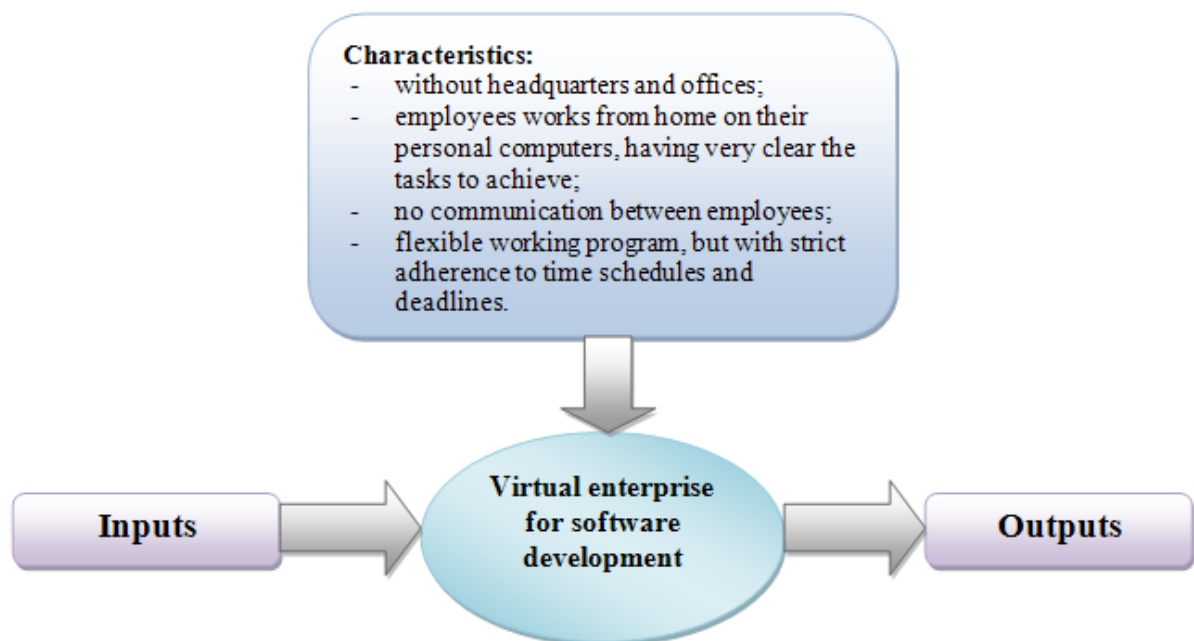 Characteristics:
- without headquarters and offices;
- employees works from home on their
personal computers, having very clear the
tasks to achieve;
- no communication between employees;
- flexible working program, but with strict
adherence to time schedules and
deadlines.
Inputs
Virtual enterprise
for software
development
Outputs